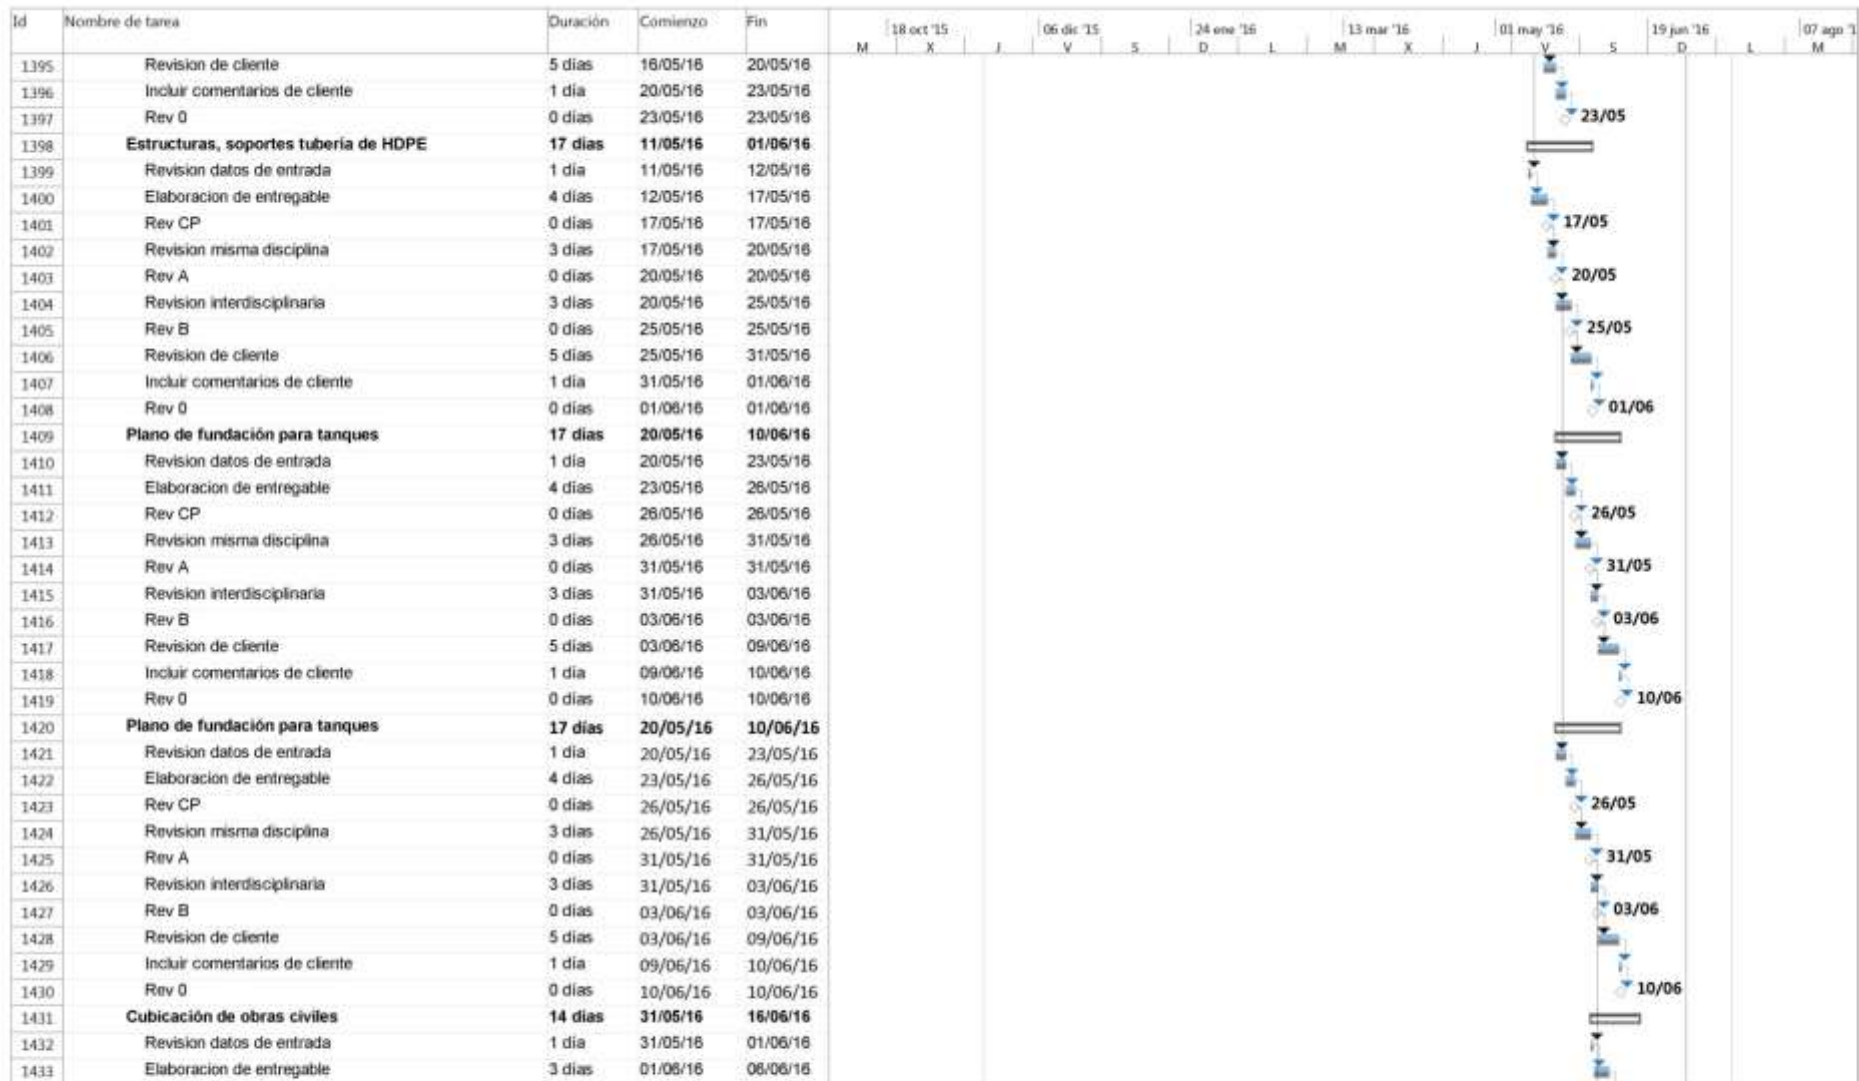 Id Nombre de tarea Duración Comienzo Fin 18 oct '15 06 dic '15 24 ene '16 13 mar '16 01 may '16 19 jun '16 07 ago '1
M X J V S D L M X J V S D L M
1395 Revision de cliente 5 días 16/05/16 20/05/16
1396 Incluir comentarios de cliente 1 día 20/05/16 23/05/16
1397 Rev 0 0 días 23/05/16 23/05/16 23/05
1398 Estructuras, soportes tubería de HDPE 17 días 11/05/16 01/06/16
1399 Revision datos de entrada 1 día 11/05/16 12/05/16
1400 Elaboracion de entregable 4 días 12/05/16 17/05/16
1401 Rev CP 0 días 17/05/16 17/05/16 17/05
1402 Revision misma disciplina 3 días 17/05/16 20/05/16
1403 Rev A 0 días 20/05/16 20/05/16 20/05
1404 Revision interdisciplinaria 3 días 20/05/16 25/05/16
1405 Rev B 0 días 25/05/16 25/05/16 25/05
1406 Revision de cliente 5 días 25/05/16 31/05/16
1407 Incluir comentarios de cliente 1 día 31/05/16 01/06/16
1408 Rev 0 0 días 01/06/16 01/06/16 01/06
1409 Plano de fundación para tanques 17 días 20/05/16 10/06/16
1410 Revision datos de entrada 1 día 20/05/16 23/05/16
1411 Elaboracion de entregable 4 días 23/05/16 26/05/16
1412 Rev CP 0 días 26/05/16 26/05/16 26/05
1413 Revision misma disciplina 3 días 26/05/16 31/05/16
1414 Rev A 0 días 31/05/16 31/05/16 31/05
1415 Revision interdisciplinaria 3 días 31/05/16 03/06/16
1416 Rev B 0 días 03/06/16 03/06/16 03/06
1417 Revision de cliente 5 días 03/06/16 09/06/16
1418 Incluir comentarios de cliente 1 día 09/06/16 10/06/16
1419 Rev 0 0 días 10/06/16 10/06/16 10/06
1420 Plano de fundación para tanques 17 días 20/05/16 10/06/16
1421 Revision datos de entrada 1 día 20/05/16 23/05/16
1422 Elaboracion de entregable 4 días 23/05/16 26/05/16
1423 Rev CP 0 días 26/05/16 26/05/16 26/05
1424 Revision misma disciplina 3 días 26/05/16 31/05/16
1425 Rev A 0 días 31/05/16 31/05/16 31/05
1426 Revision interdisciplinaria 3 días 31/05/16 03/06/16
1427 Rev B 0 días 03/06/16 03/06/16 03/06
1428 Revision de cliente 5 días 03/06/16 09/06/16
1429 Incluir comentarios de cliente 1 día 09/06/16 10/06/16
1430 Rev 0 0 días 10/06/16 10/06/16 10/06
1431 Cubicación de obras civiles 14 días 31/05/16 16/06/16
1432 Revision datos de entrada 1 día 31/05/16 01/06/16
1433 Elaboracion de entregable 3 días 01/06/16 06/06/16